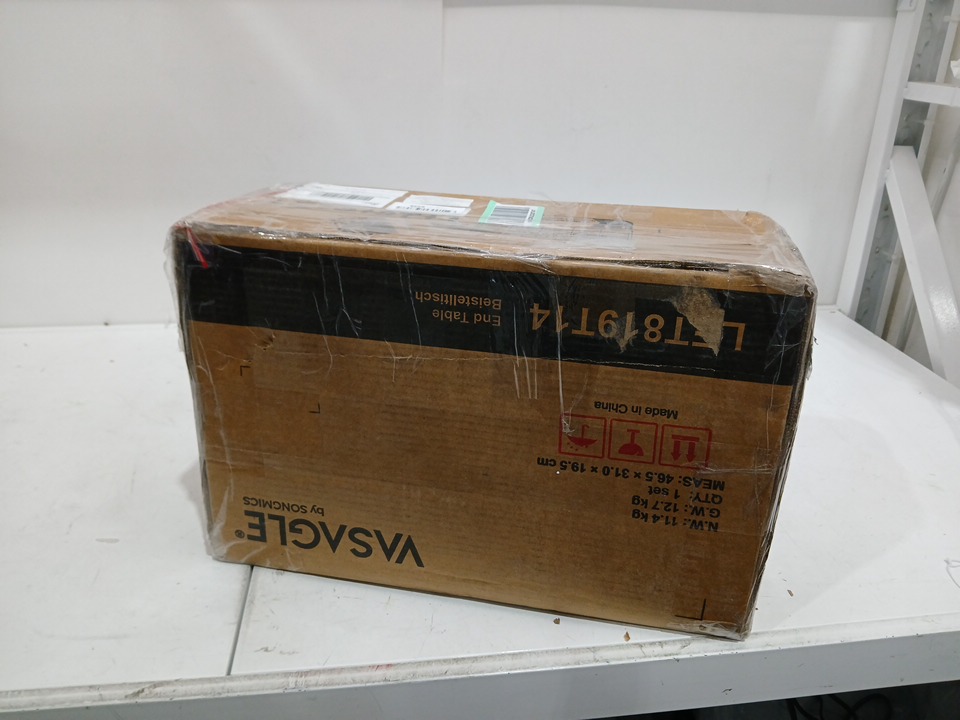 VASAGLE®
by SONGMICS
N.W.: 11.4 kg
G.W.: 12.7 kg
QTY: 1 set
MEAS: 46.5 × 31.0 × 19.5 cm
Made in China
End Table
Beistelltisch